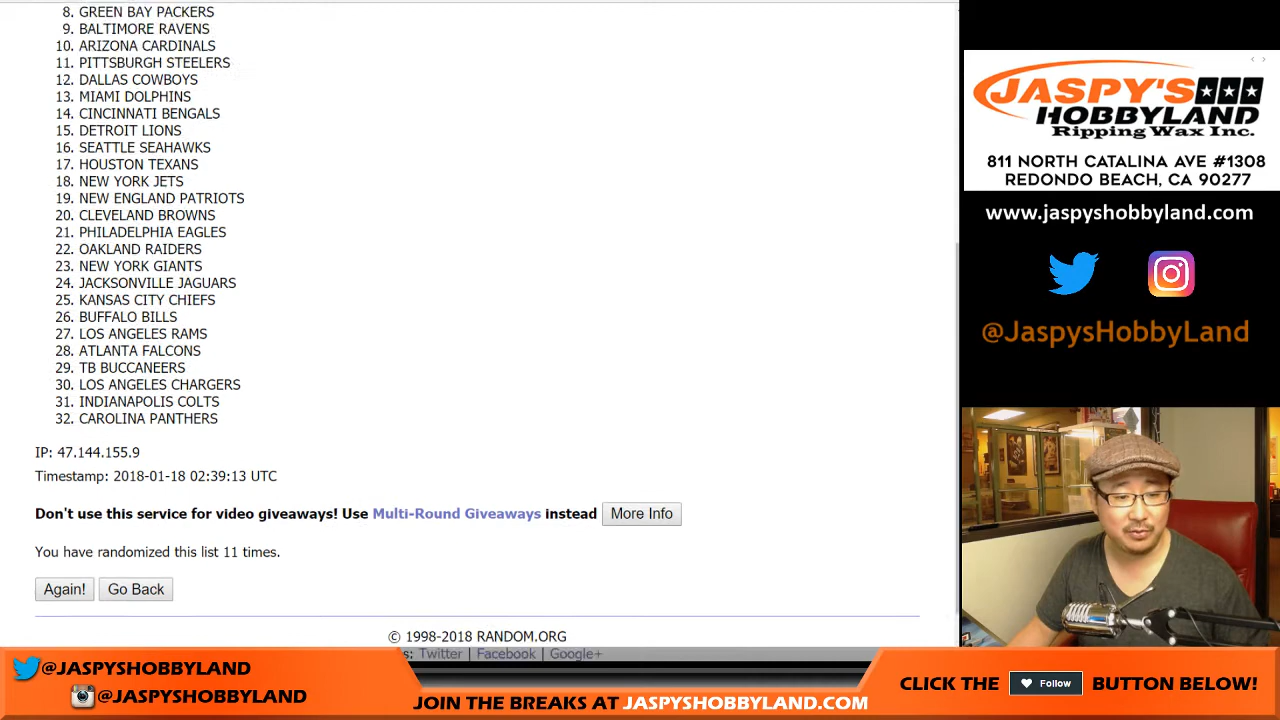 8. GREEN BAY PACKERS
9. BALTIMORE RAVENS
10. ARIZONA CARDINALS
11. PITTSBURGH STEELERS
12. DALLAS COWBOYS
13. MIAMI DOLPHINS
14. CINCINNATI BENGALS
15. DETROIT LIONS
16. SEATTLE SEAHAWKS
17. HOUSTON TEXANS
18. NEW YORK JETS
19. NEW ENGLAND PATRIOTS
20. CLEVELAND BROWNS
21. PHILADELPHIA EAGLES
22. OAKLAND RAIDERS
23. NEW YORK GIANTS
24. JACKSONVILLE JAGUARS
25. KANSAS CITY CHIEFS
26. BUFFALO BILLS
27. LOS ANGELES RAMS
28. ATLANTA FALCONS
29. TB BUCCANEERS
30. LOS ANGELES CHARGERS
31. INDIANAPOLIS COLTS
32. CAROLINA PANTHERS
IP: 47.144.155.9
Timestamp: 2018-01-18 02:39:13 UTC
Don't use this service for video giveaways! Use Multi-Round Giveaways instead More Info
You have randomized this list 11 times.
Again! Go Back
© 1998-2018 RANDOM.ORG
s: Twitter | Facebook | Google+
JASPY'S
HOBBYLAND
Ripping Wax Inc.
811 NORTH CATALINA AVE #1308
REDONDO BEACH, CA 90277
www.jaspyshobbyland.com
@JaspysHobbyLand
@JASPYSHOBBYLAND
@JASPYSHOBBYLAND
JOIN THE BREAKS AT JASPYSHOBBYLAND.COM
CLICK THE Follow BUTTON BELOW!